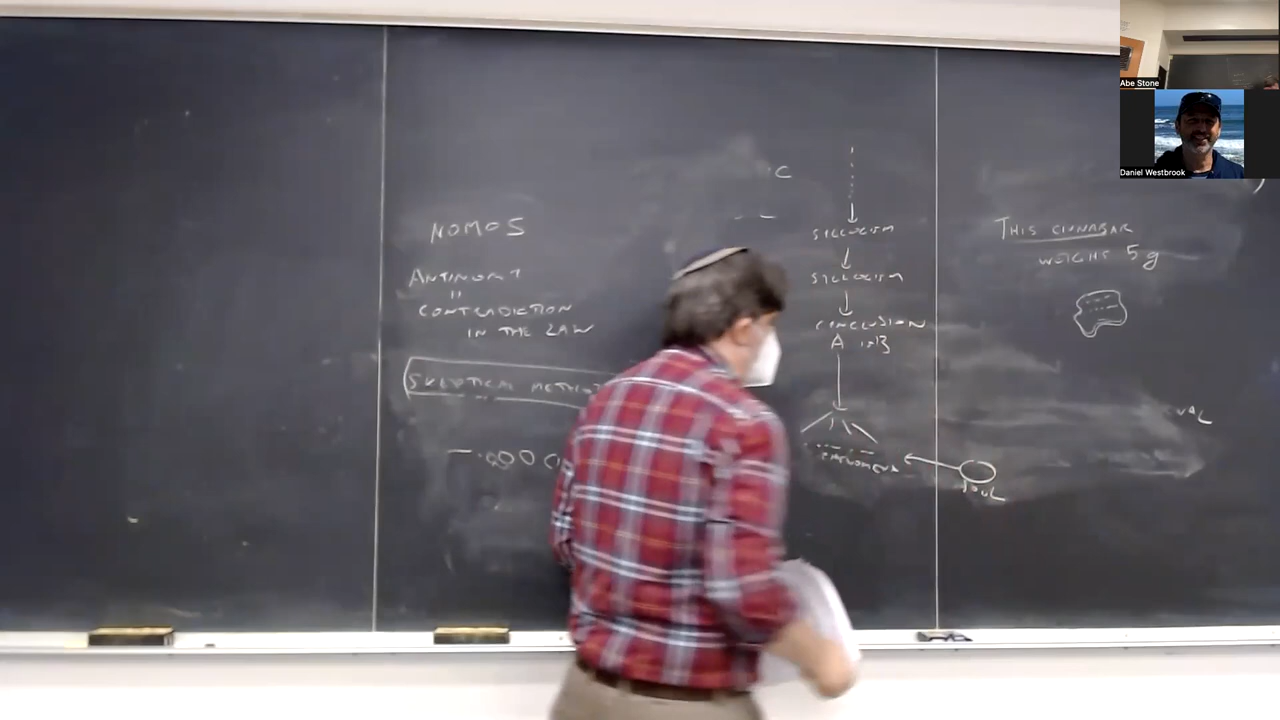 Abe Stone
Daniel Westbrook
NOMOS
ANTINOMY
"
CONTRADICTION
IN THE LAW
SKEPTICAL METHOD
C
SYLLOGISM
SYLLOGISM
CONCLUSION
A is B
PHENOMENA
SOUL
THIS CINNABAR
WEIGHS 5g